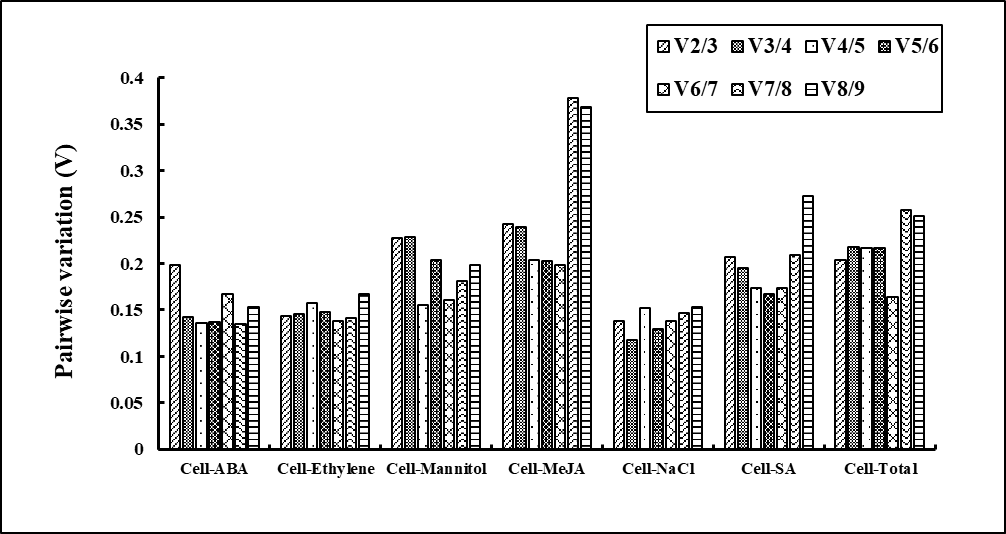 V2/3 V3/4 V4/5 V5/6
V6/7 V7/8 V8/9
Pairwise variation (V)
0.4
0.35
0.3
0.25
0.2
0.15
0.1
0.05
0
Cell-ABA Cell-Ethylene Cell-Mannitol Cell-MeJA Cell-NaCl Cell-SA Cell-Total